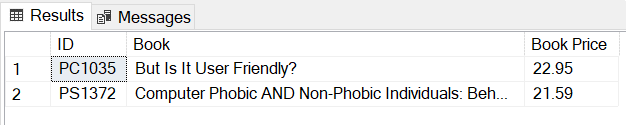 Results Messages
ID Book Book Price
1 PC1035 But Is It User Friendly? 22.95
2 PS1372 Computer Phobic AND Non-Phobic Individuals: Beh... 21.59